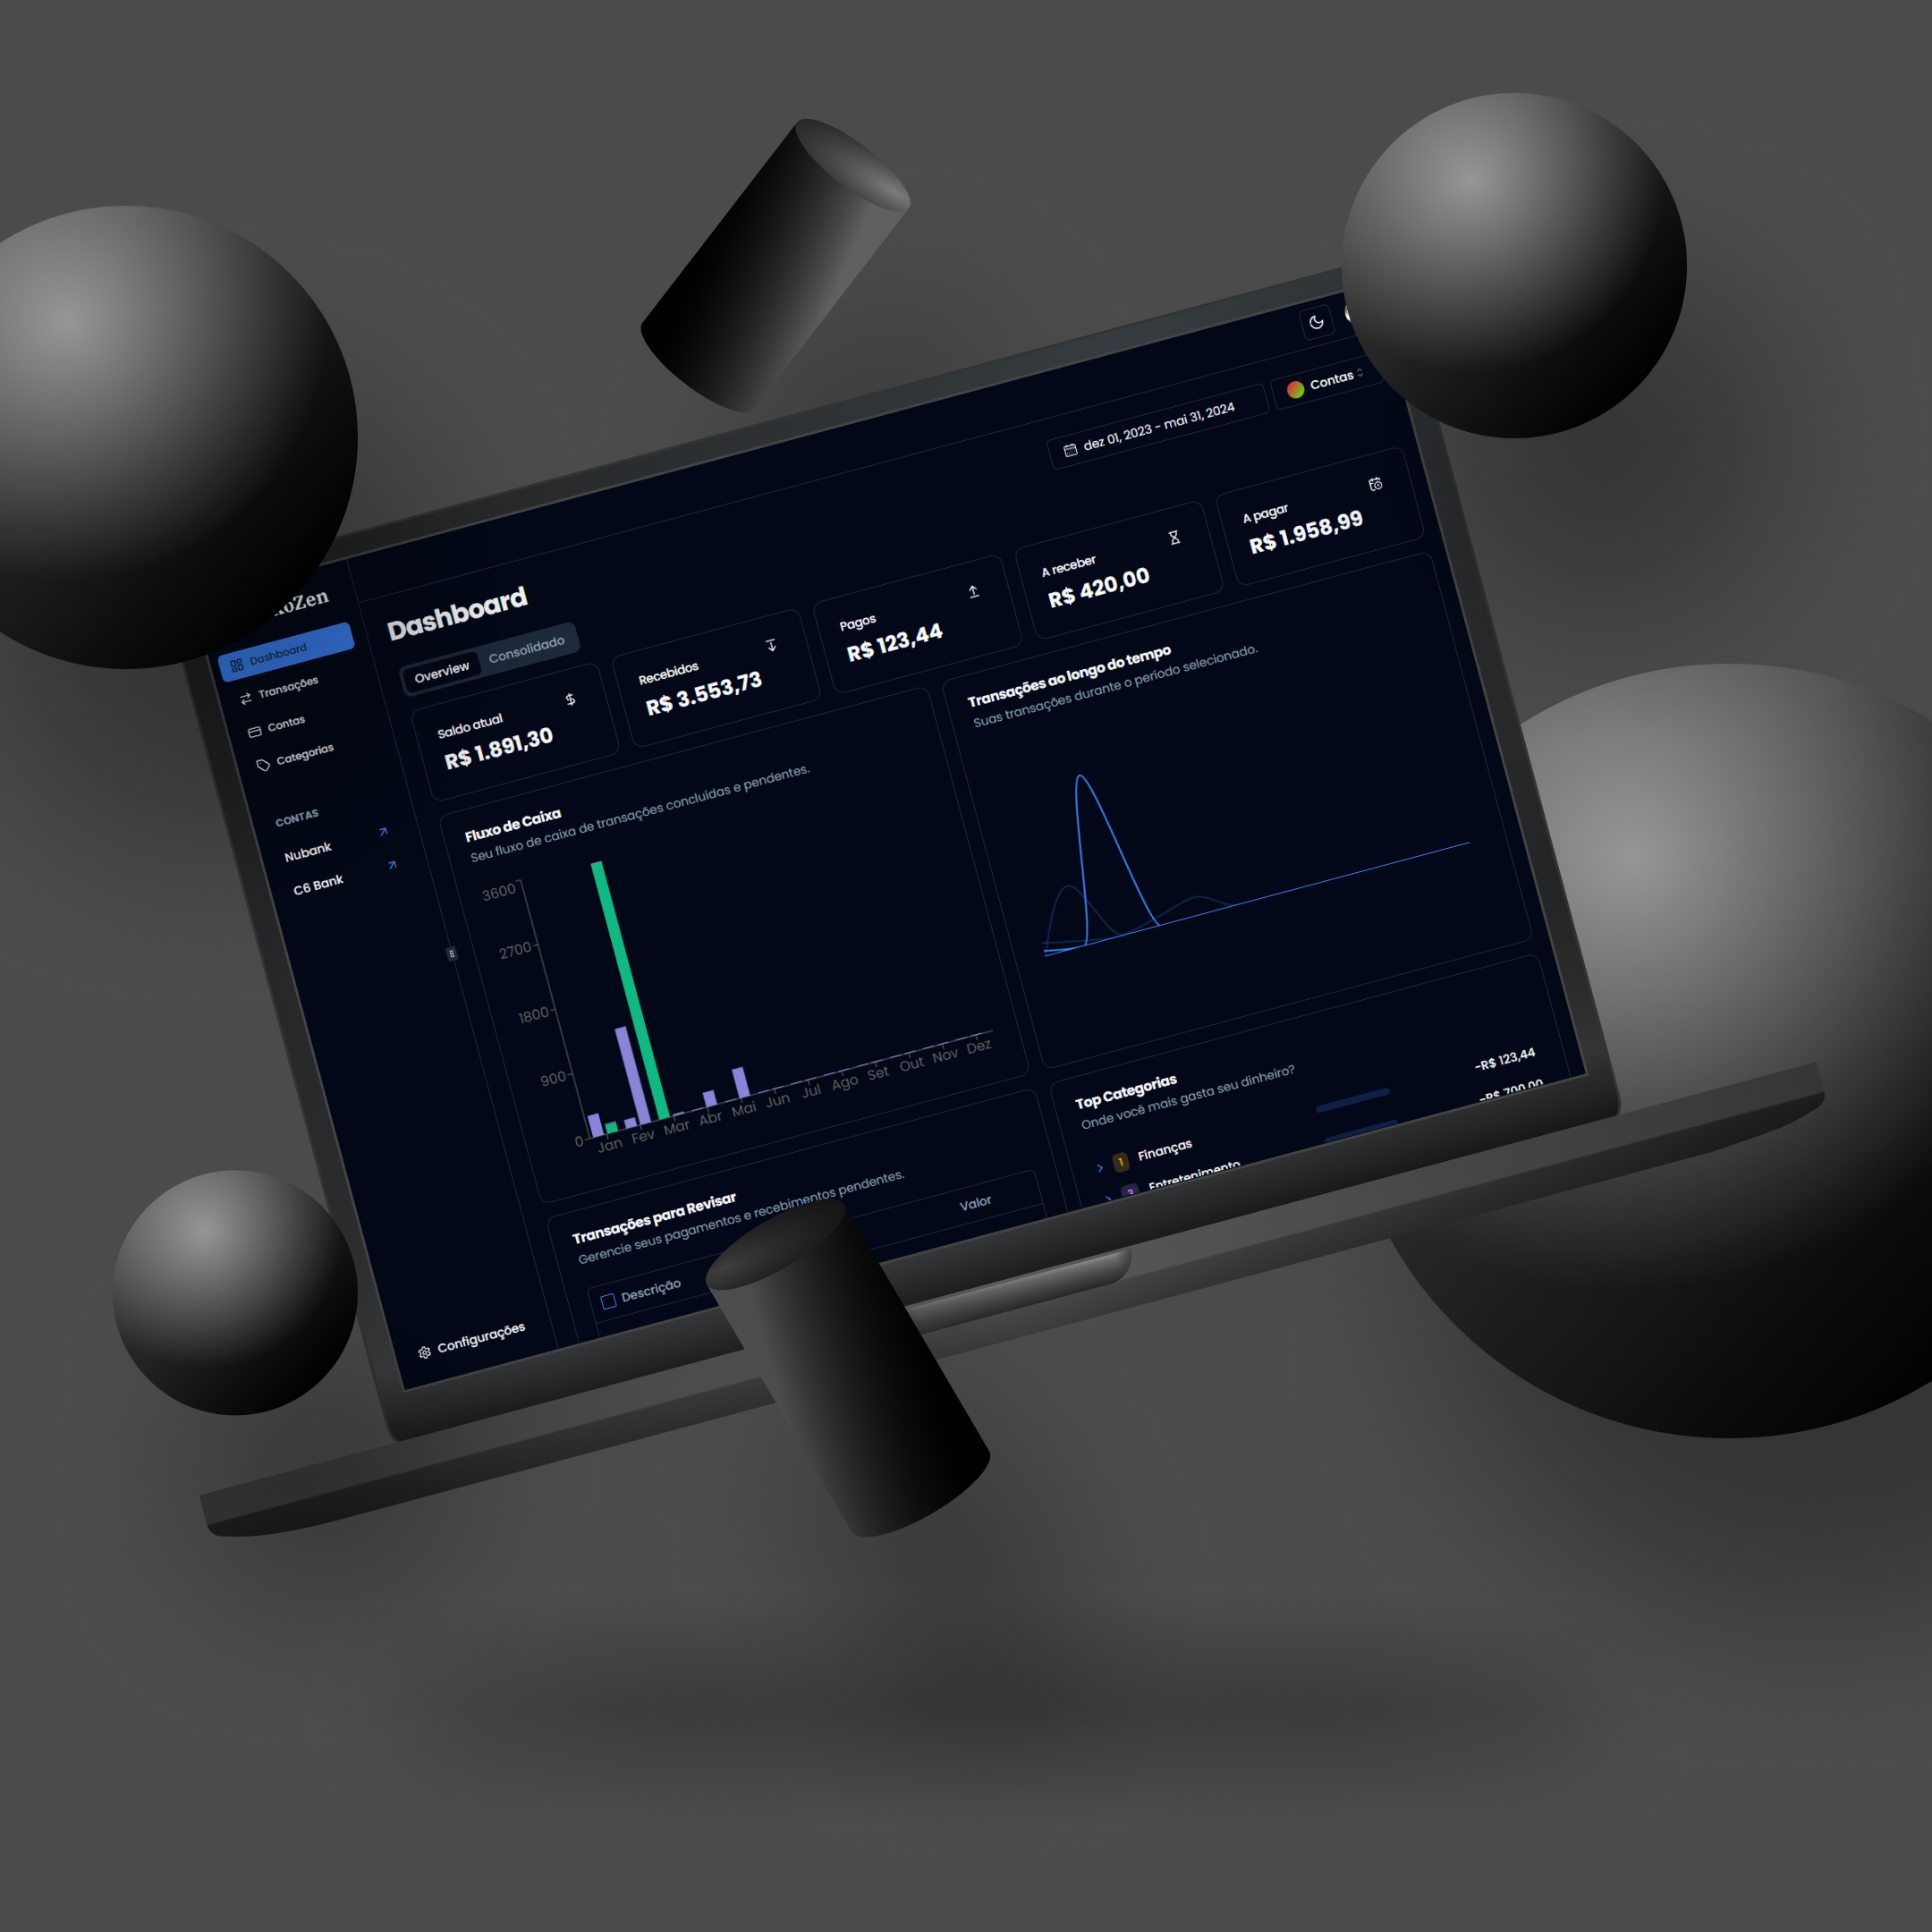 dez 01, 2023 - mai 31, 2024
Contas
Dashboard
Transações
Contas
Categorias
CONTAS
Nubank
C6 Bank
Configurações
Dashboard
Overview
Consolidado
Saldo atual
R$ 1.891,30
Recebidos
R$ 3.553,73
Pagos
R$ 123,44
A receber
R$ 420,00
A pagar
R$ 1.958,99
Fluxo de Caixa
Seu fluxo de caixa de transações concluídas e pendentes.
3600
2700
1800
900
0
Jan Fev Mar Abr Mai Jun Jul Ago Set Out Nov Dez
Transações ao longo do tempo
Suas transações durante o período selecionado.
Transações para Revisar
Gerencie seus pagamentos e recebimentos pendentes.
Descrição
Valor
Top Categorias
Onde você mais gasta seu dinheiro?
1 Finanças -R$ 123,44
Entretenimento -R$ 700,00